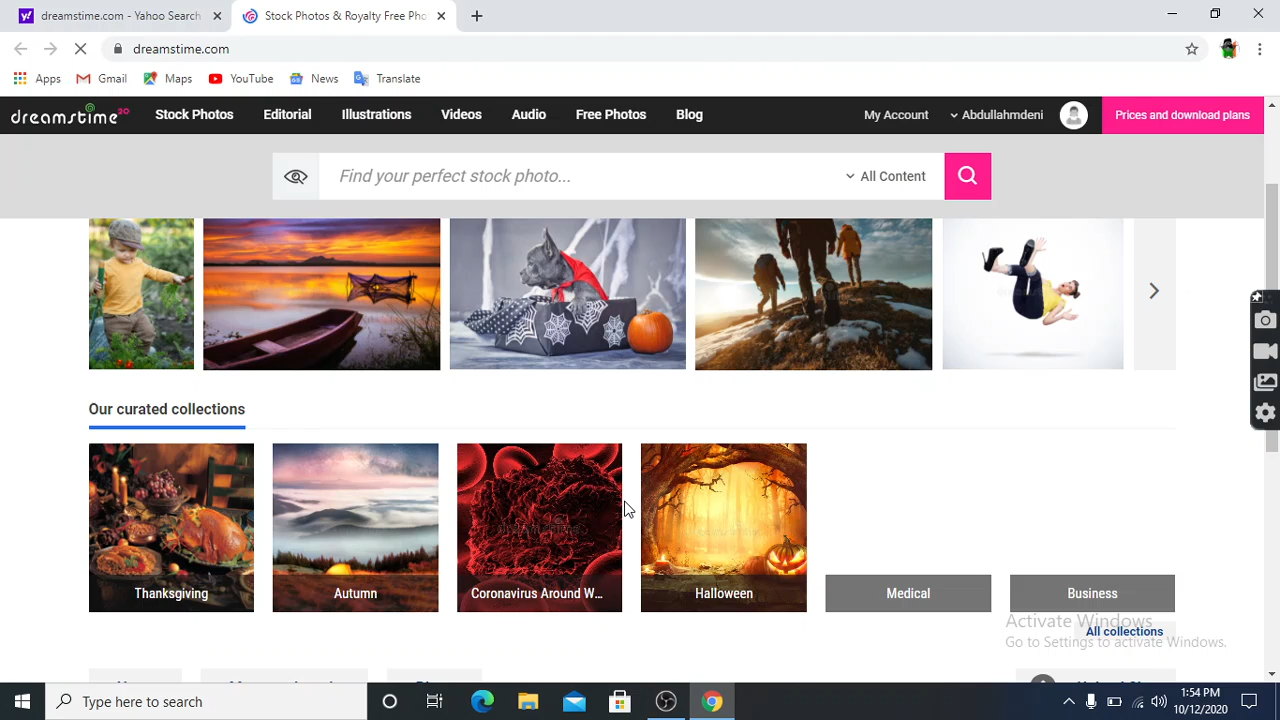 dreamstime.com - Yahoo Search
Stock Photos & Royalty Free Pho
dreamstime.com
Apps
Gmail
Maps
YouTube
News
Translate
dreamstime 20
Stock Photos
Editorial
Illustrations
Videos
Audio
Free Photos
Blog
My Account
Abdullahmdeni
Prices and download plans
Find your perfect stock photo...
All Content
Our curated collections
Thanksgiving
Autumn
Coronavirus Around W...
Halloween
Medical
Business
All collections
Activate Windows
Go to Settings to activate Windows.
Type here to search
1:54 PM
10/12/2020